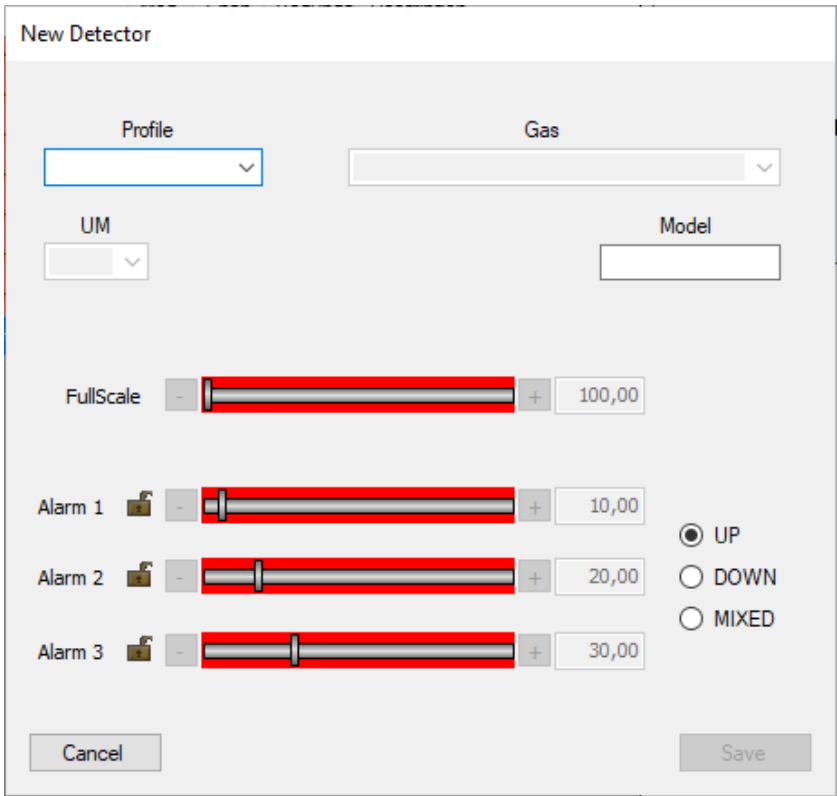 New Detector
Profile Gas
UM Model
FullScale - + 100,00
Alarm 1 - + 10,00
UP
Alarm 2 - + 20,00 DOWN
MIXED
Alarm 3 - + 30,00
Cancel Save